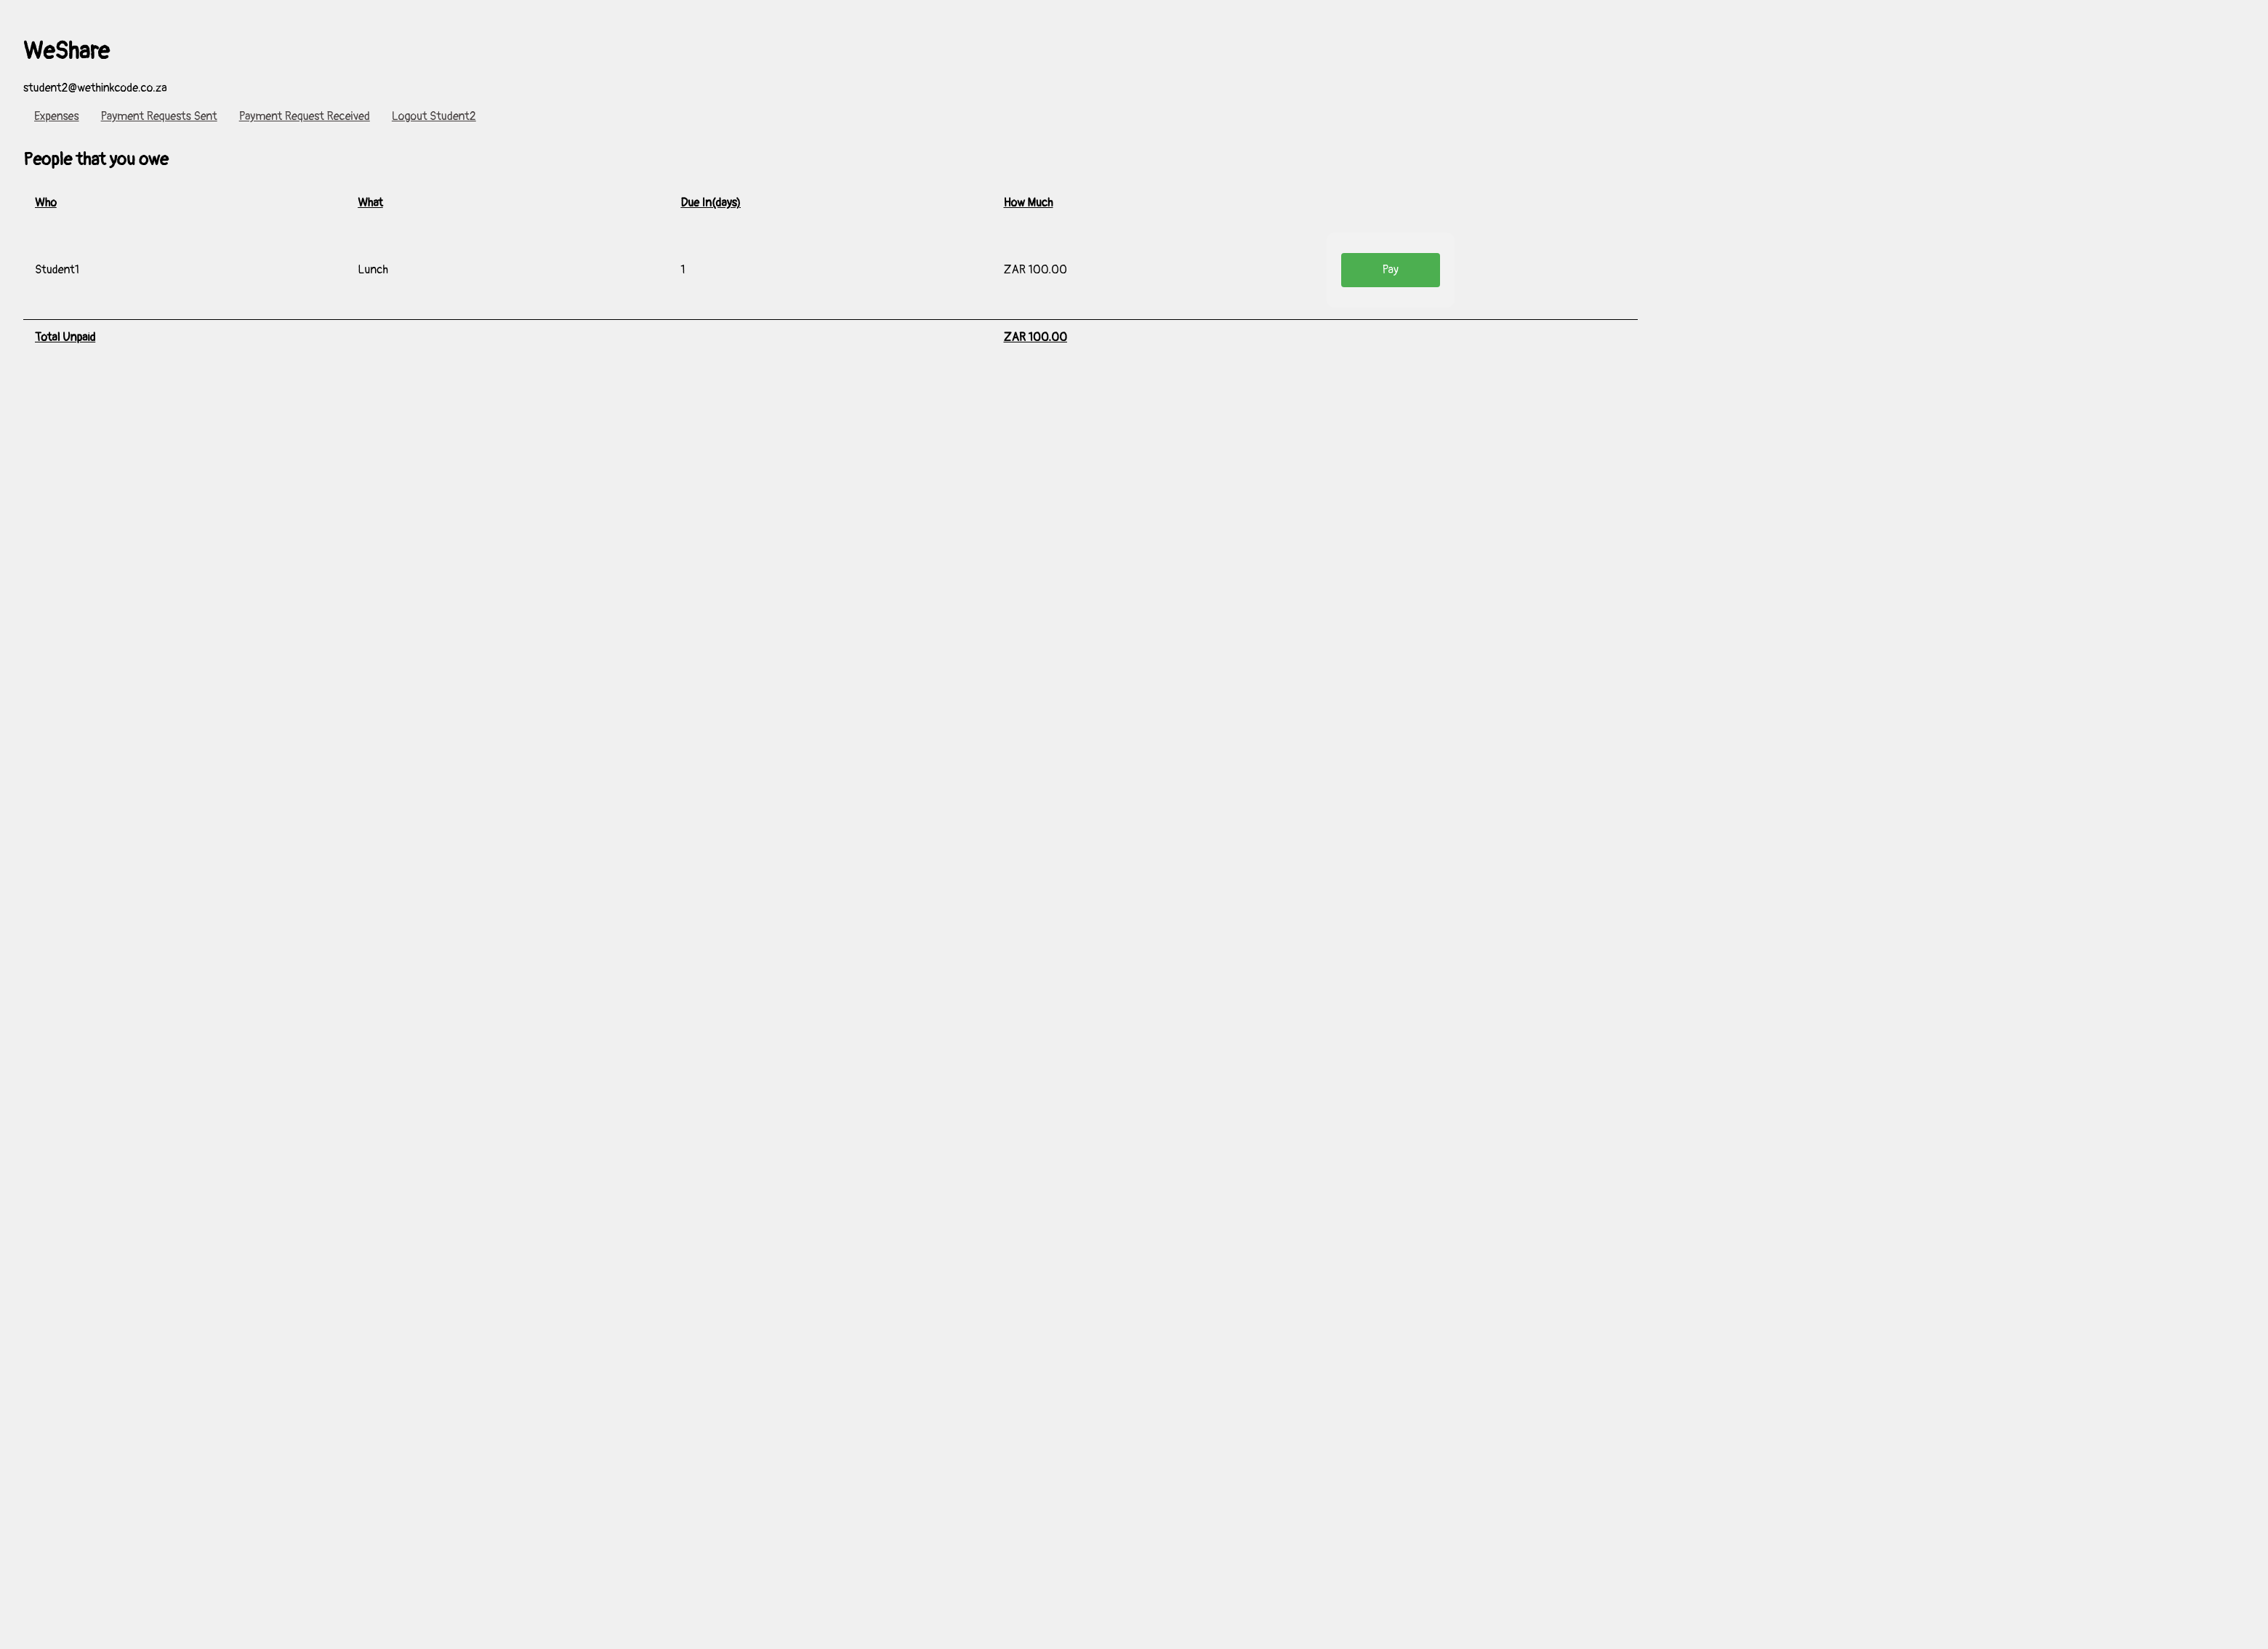 WeShare
student2@wethinkcode.co.za
Expenses Payment Requests Sent Payment Request Received Logout Student2
People that you owe
Who What Due In(days) How Much
Student1 Lunch 1 ZAR 100.00 Pay
Total Unpaid ZAR 100.00